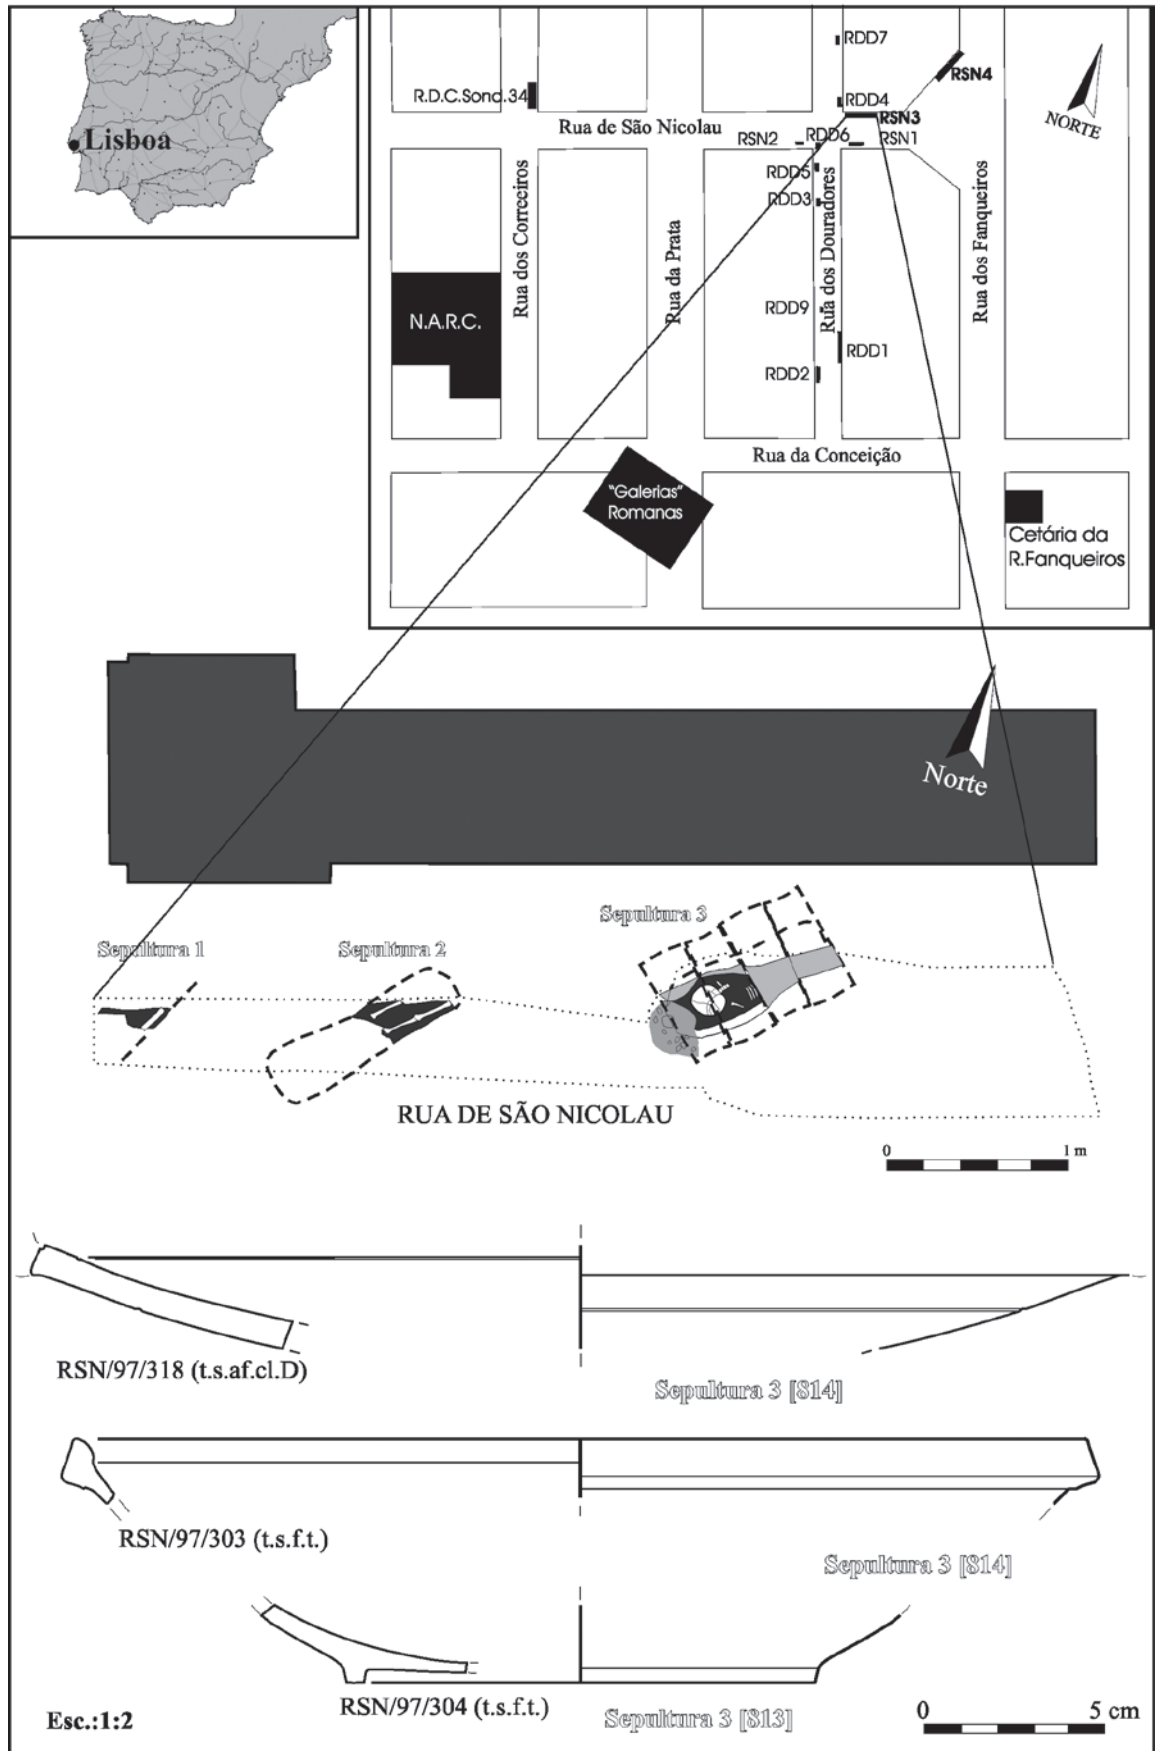 Lisboa
RDD7
RSN4
R.D.C.Sond.34
RDD4
NORTE
Rua de São Nicolau
RSN3
RSN2
RDD6
RSN1
RDD5
RDD3
Rua dos Correeiros
Rua da Prata
Rua dos Douradores
Rua dos Fanqueiros
N.A.R.C.
RDD9
RDD1
RDD2
Rua da Conceição
"Galerias"
Romanas
Cetária da
R.Fanqueiros
Norte
Sepultura 3
Sepultura 1
Sepultura 2
RUA DE SÃO NICOLAU
0 1 m
RSN/97/318 (t.s.af.cl.D)
Sepultura 3 [814]
RSN/97/303 (t.s.f.t.)
Sepultura 3 [814]
RSN/97/304 (t.s.f.t.)
Sepultura 3 [813]
Esc.:1:2
0 5 cm